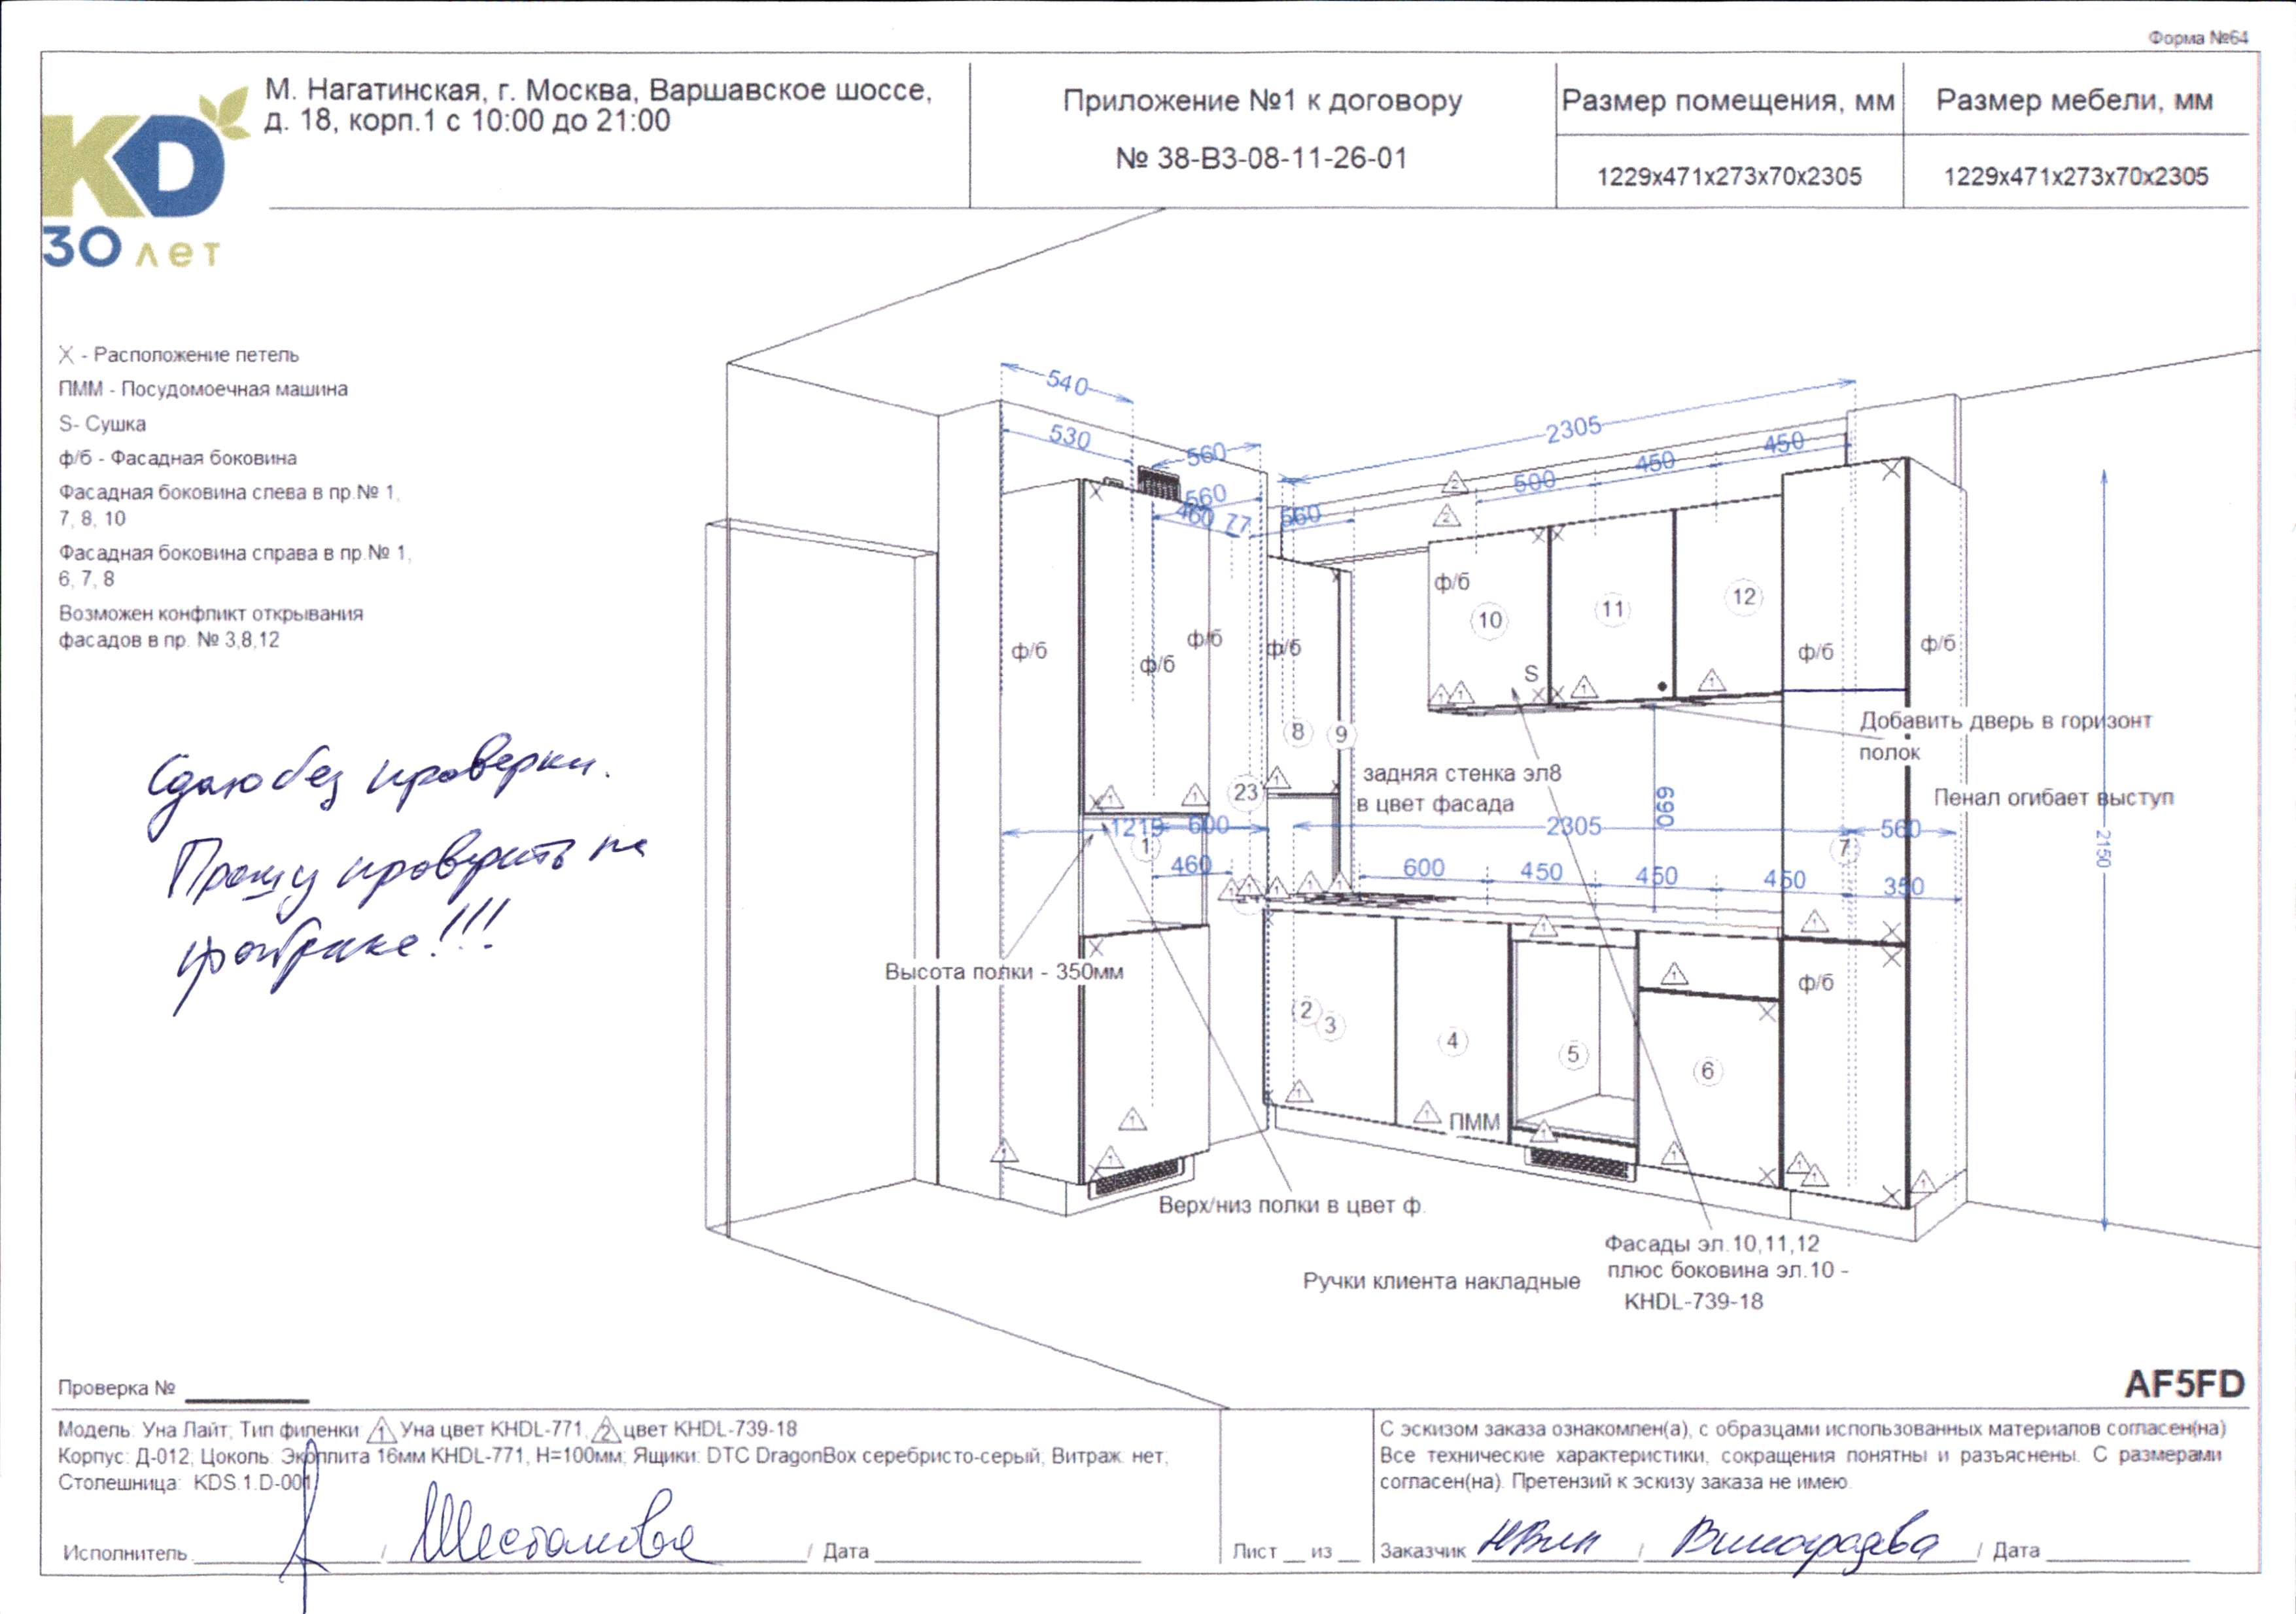 Форма №64
KD
30 лет
М. Нагатинская, г. Москва, Варшавское шоссе,
д. 18, корп.1 с 10:00 до 21:00
Приложение №1 к договору
№ 38-В3-08-11-26-01
Размер помещения, мм
1229х471х273х70х2305
Размер мебели, мм
1229х471х273х70х2305
X - Расположение петель
ПММ - Посудомоечная машина
S- Сушка
ф/б - Фасадная боковина
Фасадная боковина слева в пр.№ 1,
7, 8, 10
Фасадная боковина справа в пр.№ 1,
6, 7, 8
Возможен конфликт открывания
фасадов в пр. № 3,8,12
Сдаю без проверки.
Прошу проверить на
фабрике!!!
540
530
560
560
460 77
560
2305
500
450
450
2
2
ф/б
ф/б
ф/б
ф/б
ф/б
ф/б
ф/б
10
11
12
S
8
9
23
1
7
Добавить дверь в горизонт
полок
задняя стенка эл8
в цвет фасада
Пенал огибает выступ
660
1219
600
2305
560
460
600
450
450
450
350
2150
Высота полки - 350мм
ф/б
2
3
4
5
6
ПММ
Верх/низ полки в цвет ф.
Ручки клиента накладные
Фасады эл.10,11,12
плюс боковина эл.10 -
KHDL-739-18
Проверка №
AF5FD
Модель: Уна Лайт; Тип филенки: 1 Уна цвет KHDL-771, 2 цвет KHDL-739-18
Корпус: Д-012; Цоколь: Экоплита 16мм KHDL-771, H=100мм; Ящики: DTC DragonBox серебристо-серый; Витраж: нет;
Столешница: KDS.1.D-001
Исполнитель / Шестакова / Дата
Лист из
С эскизом заказа ознакомлен(а), с образцами использованных материалов согласен(на)
Все технические характеристики, сокращения понятны и разъяснены. С размерами
согласен(на). Претензий к эскизу заказа не имею.
Заказчик / Виноградова / Дата